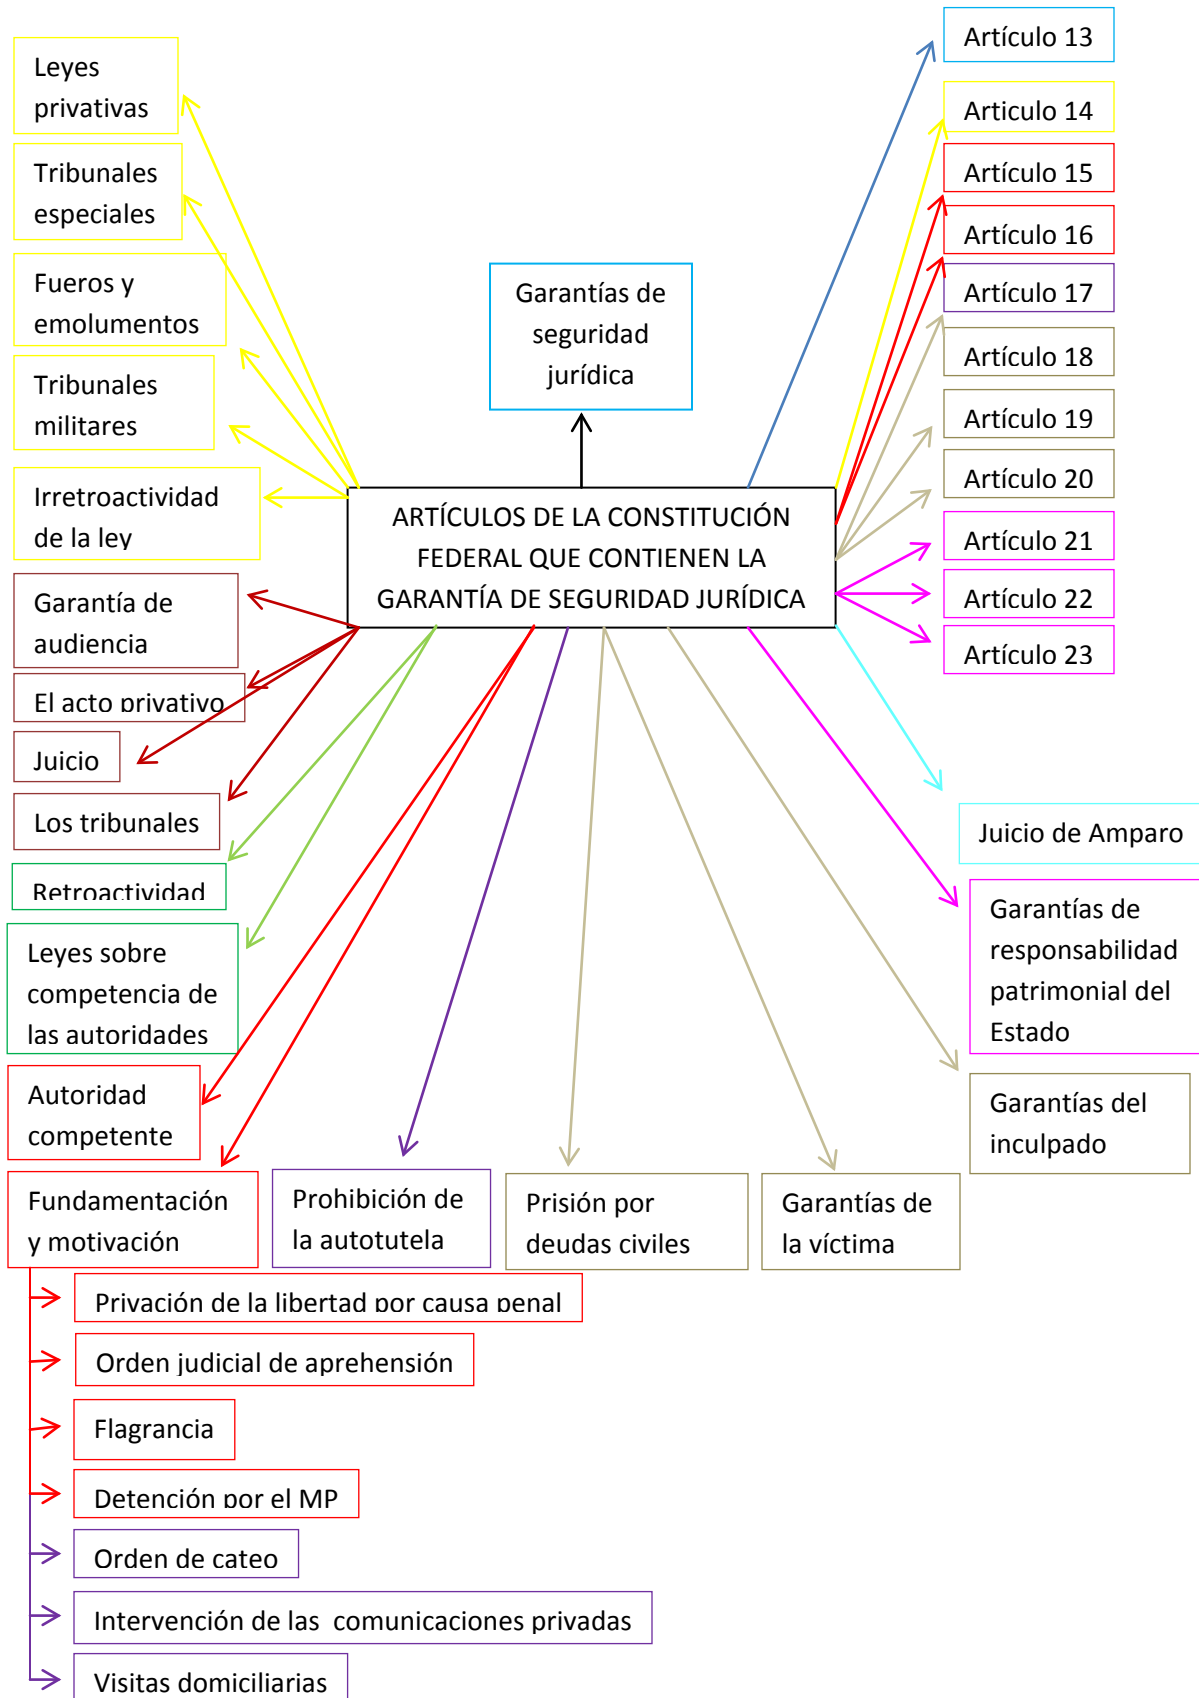 Leyes
privativas
Tribunales
especiales
Fueros y
emolumentos
Tribunales
militares
Irretroactividad
de la ley
Garantía de
audiencia
El acto privativo
Juicio
Los tribunales
Retroactividad
Leyes sobre
competencia de
las autoridades
Autoridad
competente
Fundamentación
y motivación
Privación de la libertad por causa penal
Orden judicial de aprehensión
Flagrancia
Detención por el MP
Orden de cateo
Intervención de las comunicaciones privadas
Visitas domiciliarias
Garantías de
seguridad
jurídica
ARTÍCULOS DE LA CONSTITUCIÓN
FEDERAL QUE CONTIENEN LA
GARANTÍA DE SEGURIDAD JURÍDICA
Prohibición de
la autotutela
Prisión por
deudas civiles
Garantías de
la víctima
Artículo 13
Articulo 14
Artículo 15
Artículo 16
Artículo 17
Artículo 18
Artículo 19
Artículo 20
Artículo 21
Artículo 22
Artículo 23
Juicio de Amparo
Garantías de
responsabilidad
patrimonial del
Estado
Garantías del
inculpado